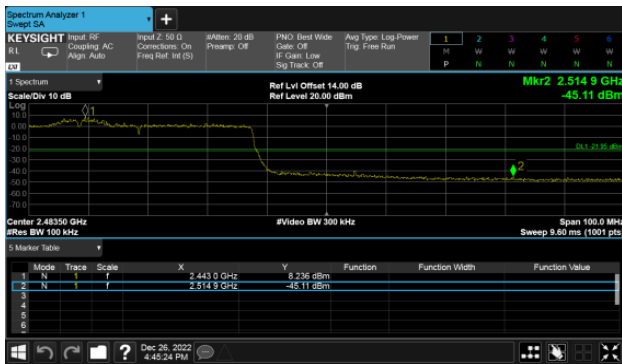 Spectrum Analyzer 1
Swept SA
+
KEYSIGHT Input: RF Input Z: 50 Ω #Atten: 20 dB PNO: Best Wide Avg Type: Log-Power 1 2 3 4 5 6
RL Coupling: AC Corrections: On Preamp: Off Gate: Off Trig: Free Run M W W W W W
Align: Auto Freq Ref: Int (S) IF Gain: Low P N N N N N
Sig Track: Off
LXI
1 Spectrum Ref Lvl Offset 14.00 dB Mkr2 2.514 9 GHz
Scale/Div 10 dB Ref Level 20.00 dBm -45.11 dBm
Log
10.0
0.00
-10.0
-20.0
-30.0
-40.0
-50.0
-60.0
-70.0
1
DL1 -21.95 dBm
2
Center 2.48350 GHz #Video BW 300 kHz Span 100.0 MHz
#Res BW 100 kHz Sweep 9.60 ms (1001 pts)
5 Marker Table
Mode Trace Scale X Y Function Function Width Function Value
1 N 1 f 2.443 0 GHz 8.236 dBm
2 N 1 f 2.514 9 GHz -45.11 dBm
3
4
5
6
? Dec 26, 2022
4:45:24 PM